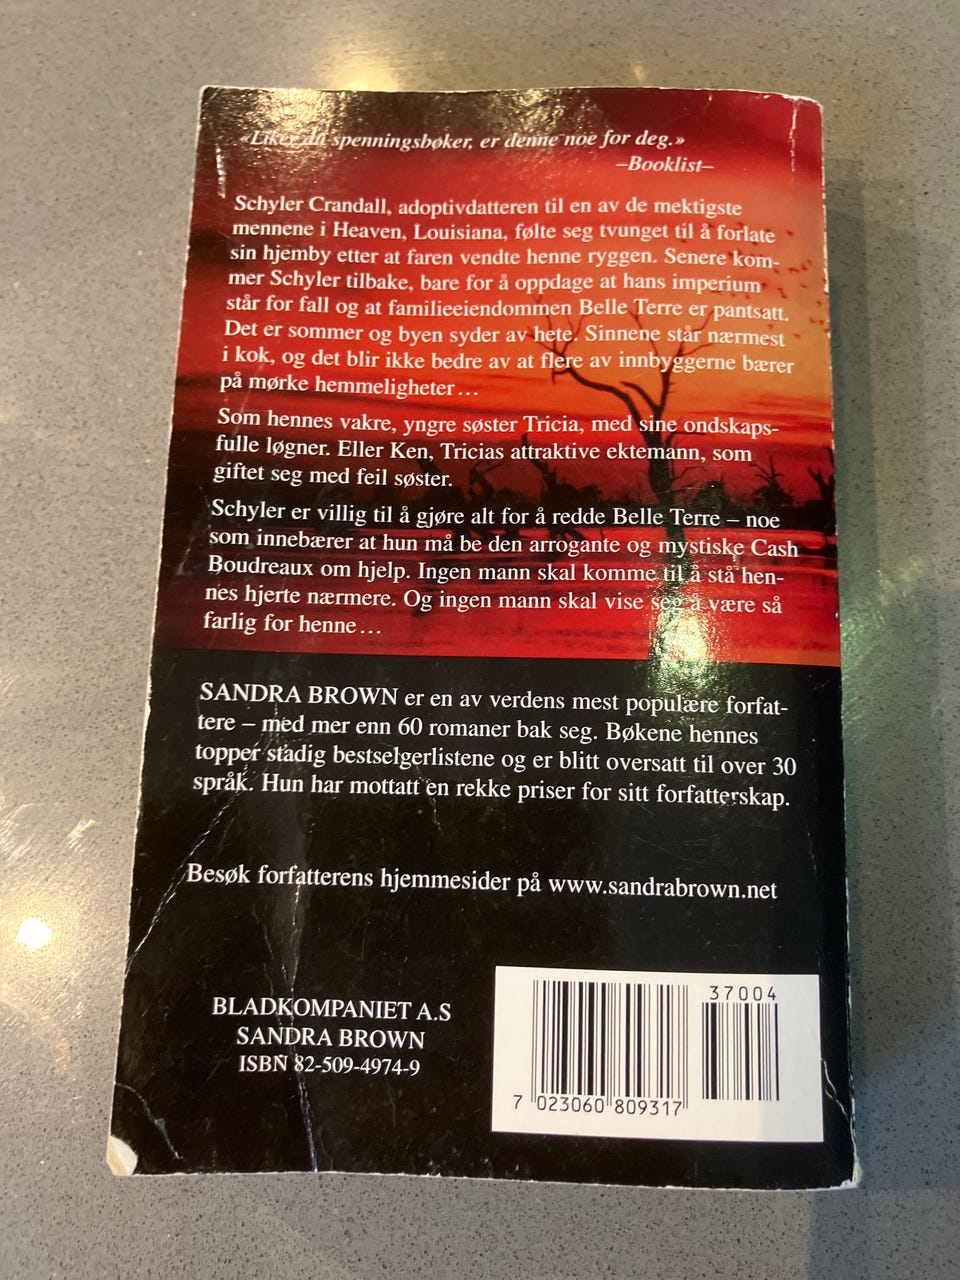 «Liker du spenningsbøker, er denne noe for deg.»
–Booklist–
Schyler Crandall, adoptivdatteren til en av de mektigste
mennene i Heaven, Louisiana, følte seg tvunget til å forlate
sin hjemby etter at faren vendte henne ryggen. Senere kom-
mer Schyler tilbake, bare for å oppdage at hans imperium
står for fall og at familieeiendommen Belle Terre er pantsatt.
Det er sommer og byen syder av hete. Sinnene står nærmest
i kok, og det blir ikke bedre av at flere av innbyggerne bærer
på mørke hemmeligheter…
Som hennes vakre, yngre søster Tricia, med sine ondskaps-
fulle løgner. Eller Ken, Tricias attraktive ektemann, som
giftet seg med feil søster.
Schyler er villig til å gjøre alt for å redde Belle Terre – noe
som innebærer at hun må be den arrogante og mystiske Cash
Boudreaux om hjelp. Ingen mann skal komme til å stå hen-
nes hjerte nærmere. Og ingen mann skal vise seg å være så
farlig for henne…
SANDRA BROWN er en av verdens mest populære forfat-
tere – med mer enn 60 romaner bak seg. Bøkene hennes
topper stadig bestselgerlistene og er blitt oversatt til over 30
språk. Hun har mottatt en rekke priser for sitt forfatterskap.
Besøk forfatterens hjemmesider på www.sandrabrown.net
BLADKOMPANIET A.S
SANDRA BROWN
ISBN 82-509-4974-9
37004
7 023060 809317